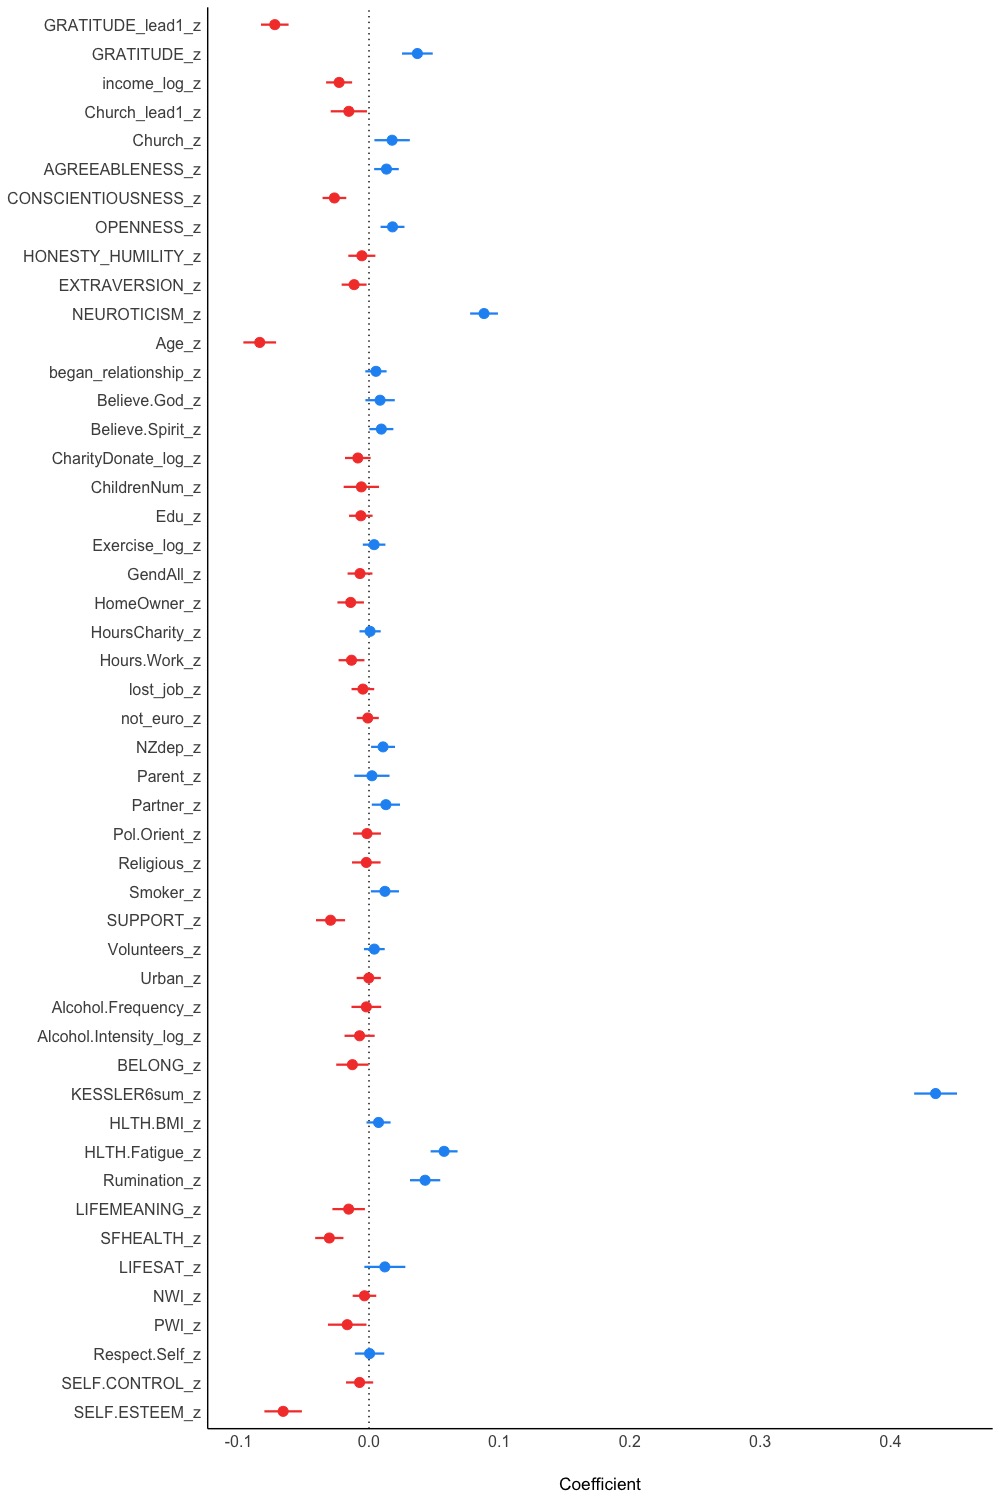 GRATITUDE_lead1_z
GRATITUDE_z
income_log_z
Church_lead1_z
Church_z
AGREEABLENESS_z
CONSCIENTIOUSNESS_z
OPENNESS_z
HONESTY_HUMILITY_z
EXTRAVERSION_z
NEUROTICISM_z
Age_z
began_relationship_z
Believe.God_z
Believe.Spirit_z
CharityDonate_log_z
ChildrenNum_z
Edu_z
Exercise_log_z
GendAll_z
HomeOwner_z
HoursCharity_z
Hours.Work_z
lost_job_z
not_euro_z
NZdep_z
Parent_z
Partner_z
Pol.Orient_z
Religious_z
Smoker_z
SUPPORT_z
Volunteers_z
Urban_z
Alcohol.Frequency_z
Alcohol.Intensity_log_z
BELONG_z
KESSLER6sum_z
HLTH.BMI_z
HLTH.Fatigue_z
Rumination_z
LIFEMEANING_z
SFHEALTH_z
LIFESAT_z
NWI_z
PWI_z
Respect.Self_z
SELF.CONTROL_z
SELF.ESTEEM_z
-0.1 0.0 0.1 0.2 0.3 0.4
Coefficient